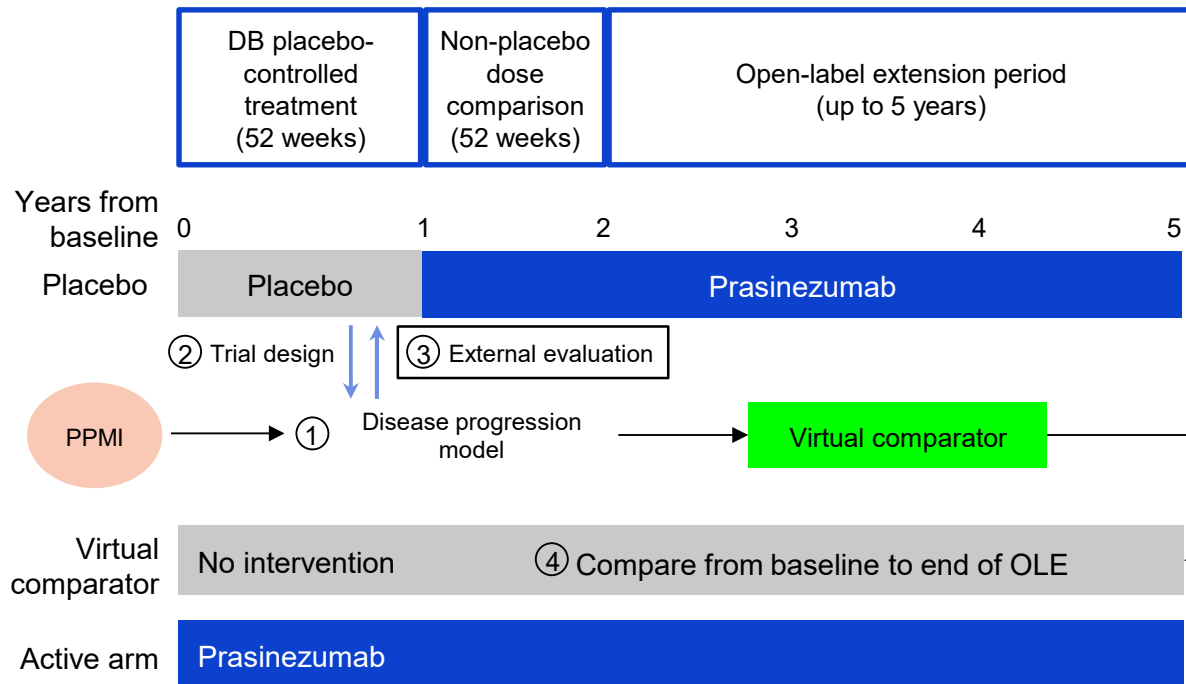 DB placebo-
controlled
treatment
(52 weeks)
Non-placebo
dose
comparison
(52 weeks)
Open-label extension period
(up to 5 years)
Years from
baseline
0 1 2 3 4 5
Placebo
Placebo
Prasinezumab
2 Trial design
3 External evaluation
PPMI
1
Disease progression
model
Virtual comparator
Virtual
comparator
No intervention
4 Compare from baseline to end of OLE
Active arm
Prasinezumab